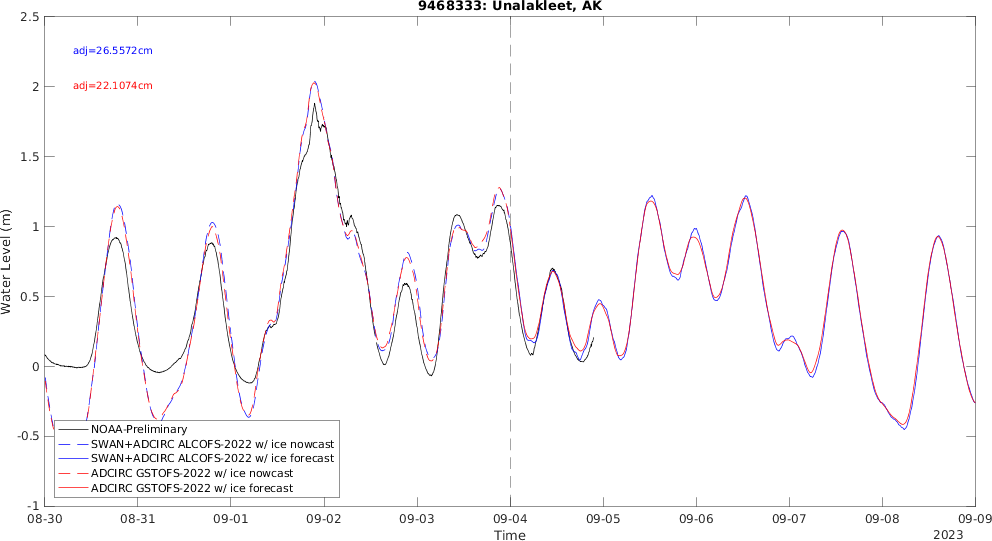 9468333: Unalakleet, AK
2.5
adj=26.5572cm
adj=22.1074cm
2
1.5
1
0.5
0
-0.5
-1
Water Level (m)
NOAA-Preliminary
SWAN+ADCIRC ALCOFS-2022 w/ ice nowcast
SWAN+ADCIRC ALCOFS-2022 w/ ice forecast
ADCIRC GSTOFS-2022 w/ ice nowcast
ADCIRC GSTOFS-2022 w/ ice forecast
08-30 08-31 09-01 09-02 09-03 09-04 09-05 09-06 09-07 09-08 09-09
Time
2023